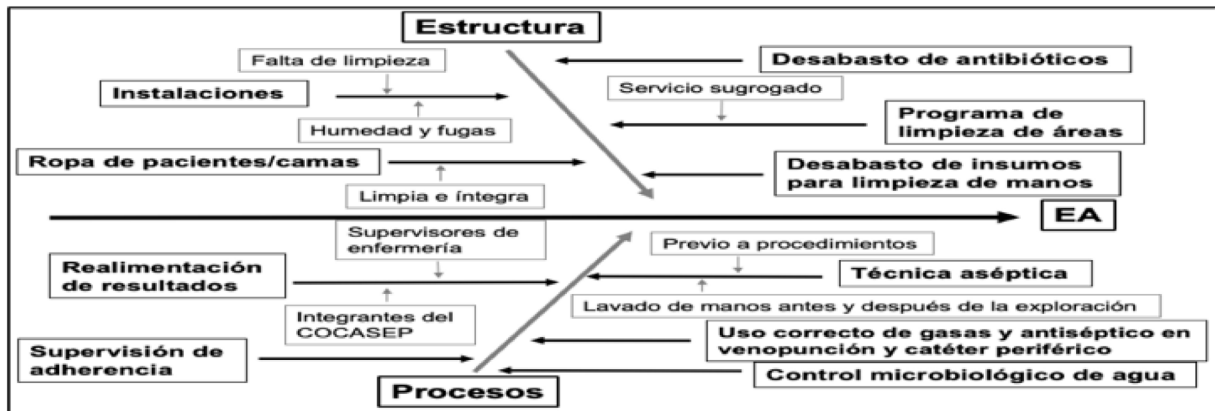 Estructura
Falta de limpieza
Desabasto de antibióticos
Instalaciones
Servicio sugrogado
Humedad y fugas
Programa de
limpieza de áreas
Ropa de pacientes/camas
Desabasto de insumos
para limpieza de manos
Limpia e íntegra
EA
Supervisores de
enfermería
Previo a procedimientos
Realimentación
de resultados
Técnica aséptica
Integrantes del
COCASEP
Lavado de manos antes y después de la exploración
Uso correcto de gasas y antiséptico en
venopunción y catéter periférico
Supervisión de
adherencia
Procesos
Control microbiológico de agua